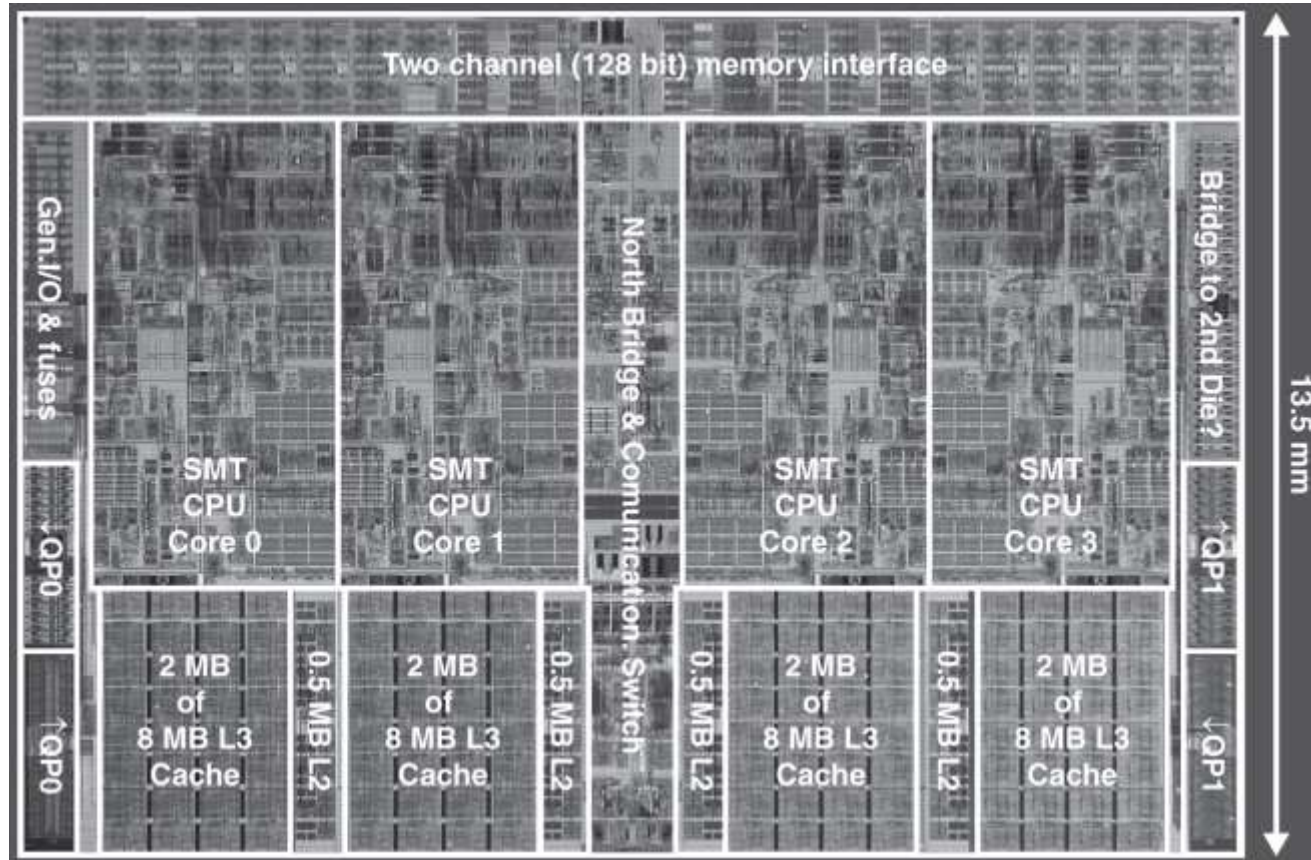 Two channel (128 bit) memory interface
Gen.I/O & fuses
SMT
CPU
Core 0
SMT
CPU
Core 1
North Bridge & Communication. Switch
SMT
CPU
Core 2
SMT
CPU
Core 3
Bridge to 2nd Die?
13.5 mm
↓QP0
↑QP1
↑QP0
2 MB
of
8 MB L3
Cache
0.5 MB L2
2 MB
of
8 MB L3
Cache
0.5 MB L2
0.5 MB L2
2 MB
of
8 MB L3
Cache
0.5 MB L2
2 MB
of
8 MB L3
Cache
↓QP1